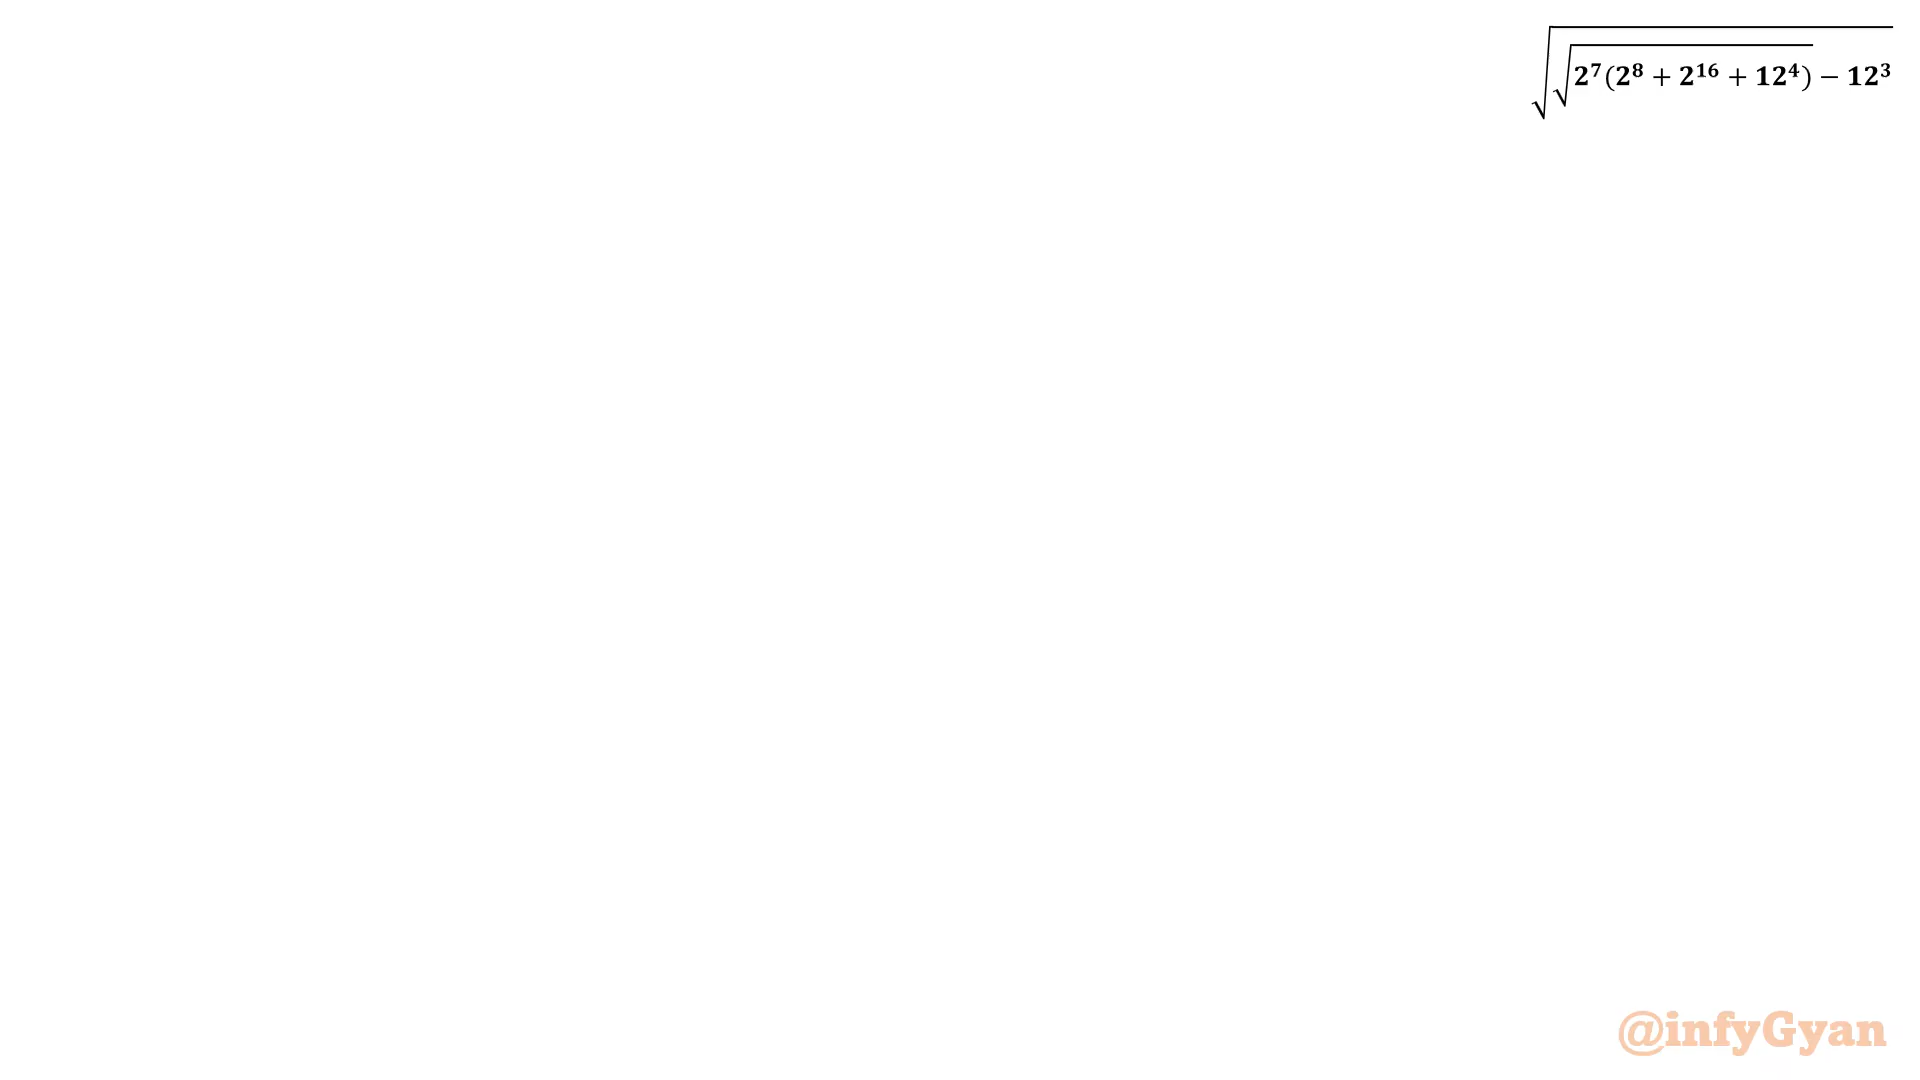 √(√(2⁷(2⁸ + 2¹⁶ + 12⁴)) − 12³)
@infyGyan